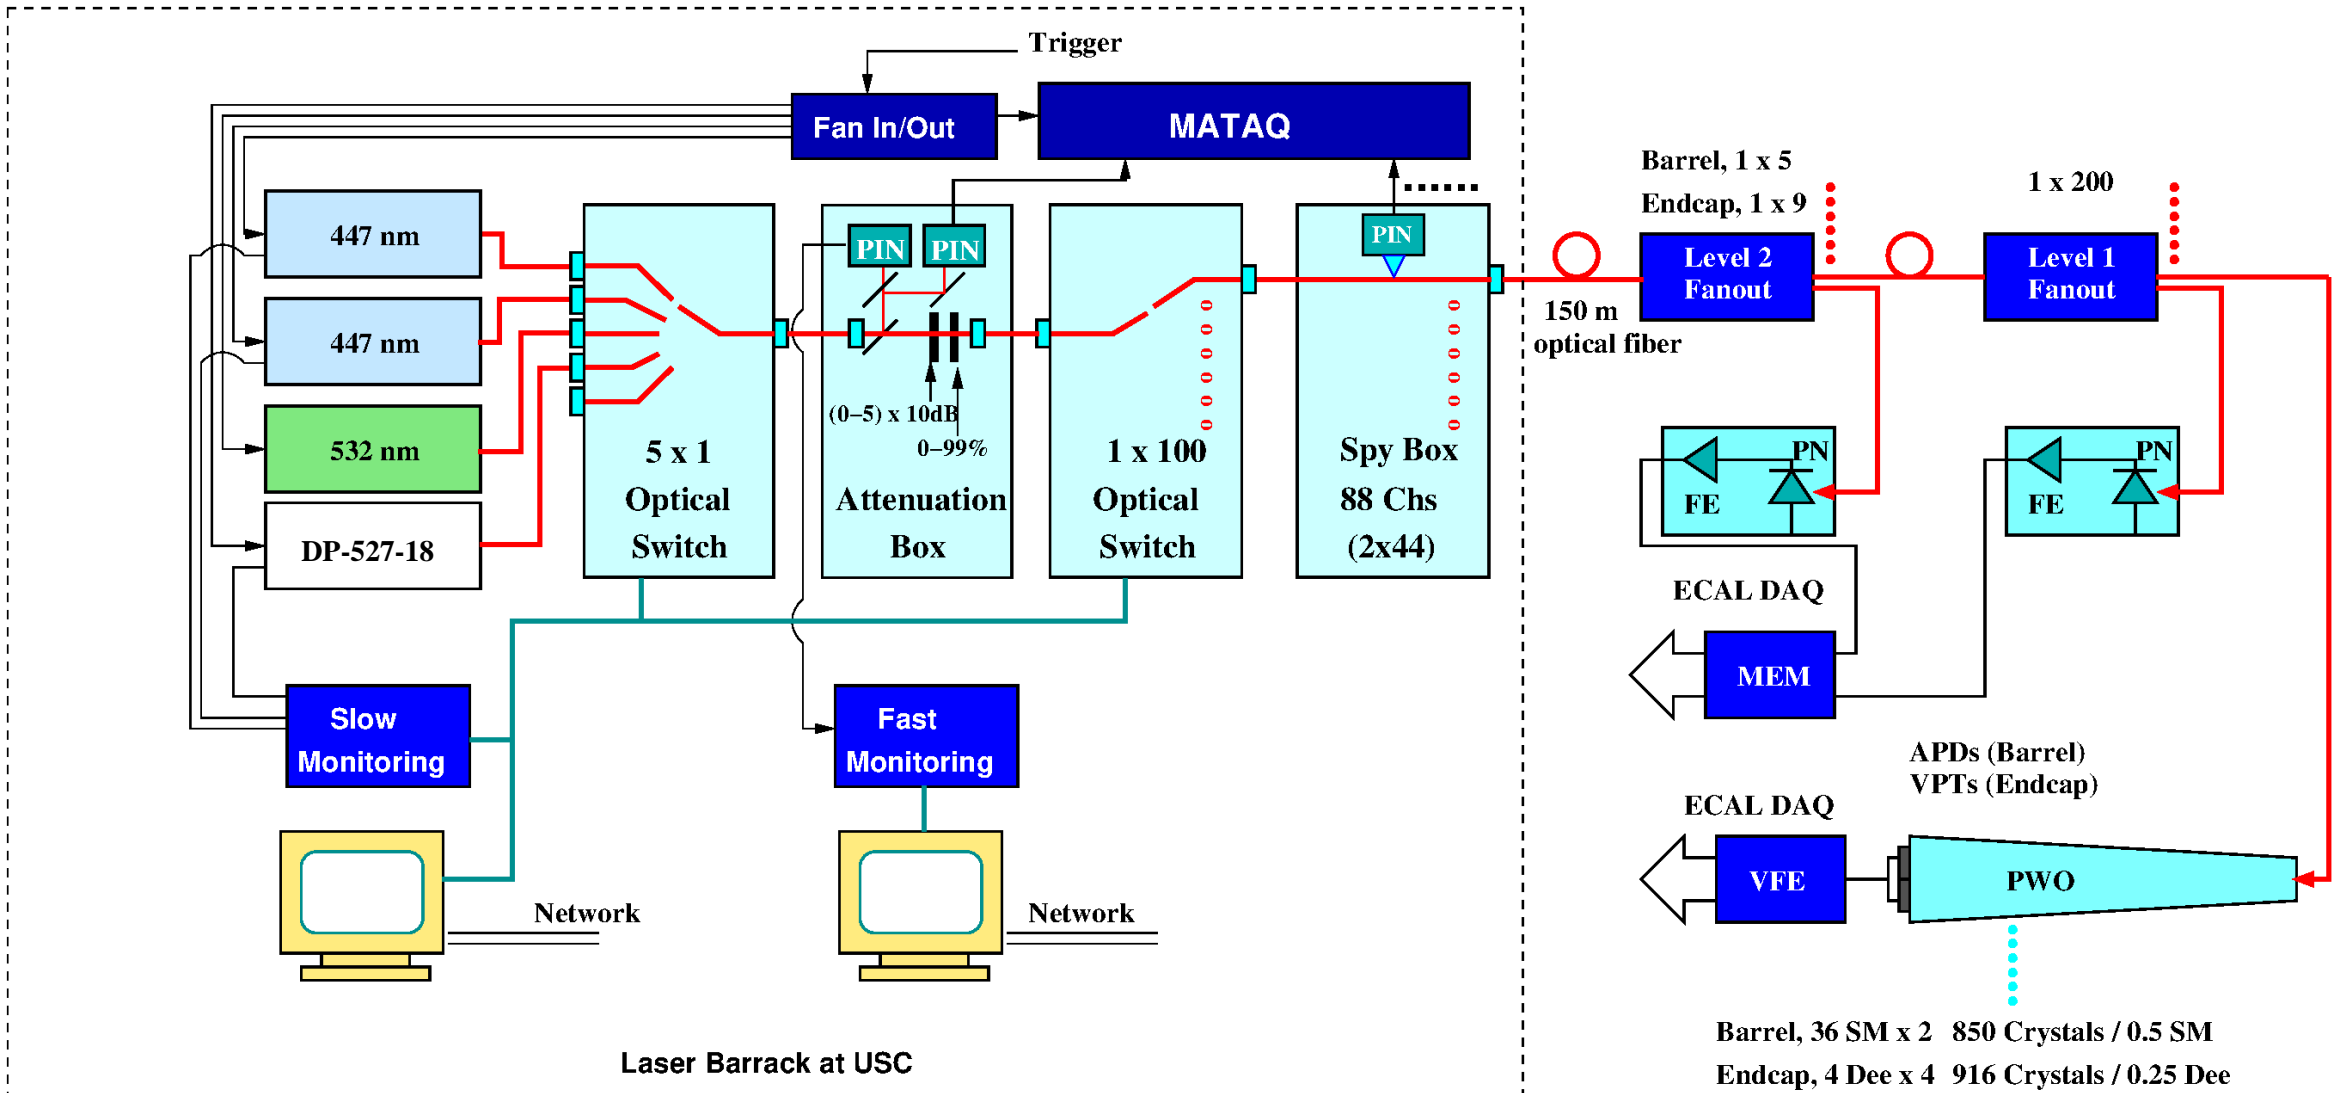 Trigger
Fan In/Out
MATAQ
Barrel, 1 x 5
Endcap, 1 x 9
1 x 200
447 nm
PIN
PIN
PIN
Level 2
Fanout
Level 1
Fanout
150 m
optical fiber
447 nm
(0–5) x 10dB
0–99%
532 nm
5 x 1
Optical
Switch
Attenuation
Box
1 x 100
Optical
Switch
Spy Box
88 Chs
(2x44)
PN
FE
PN
FE
DP-527-18
ECAL DAQ
MEM
Slow
Monitoring
Fast
Monitoring
APDs (Barrel)
VPTs (Endcap)
ECAL DAQ
VFE
PWO
Network
Network
Barrel, 36 SM x 2 850 Crystals / 0.5 SM
Endcap, 4 Dee x 4 916 Crystals / 0.25 Dee
Laser Barrack at USC